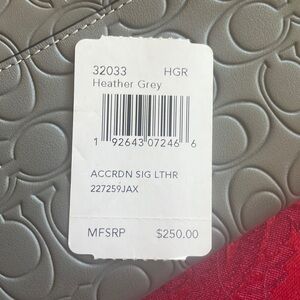 32033 HGR
Heather Grey
1 92643 07246 6
ACCRDN SIG LTHR
227259JAX
MFSRP $250.00